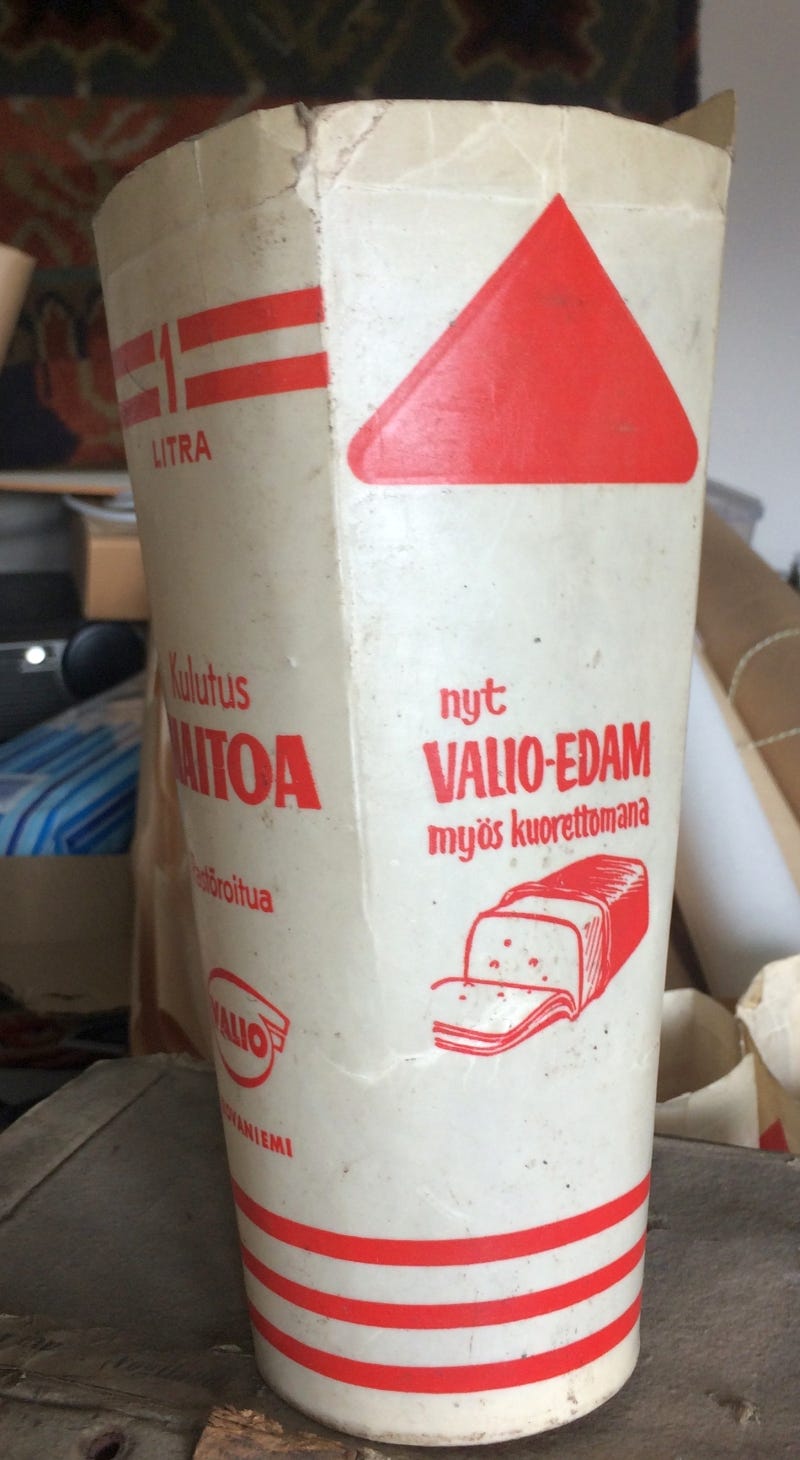 1
LITRA
Kulutus
MAITOA
Pastöroitua
VALIO
ROVANIEMI
nyt
VALIO-EDAM
myös kuorettomana